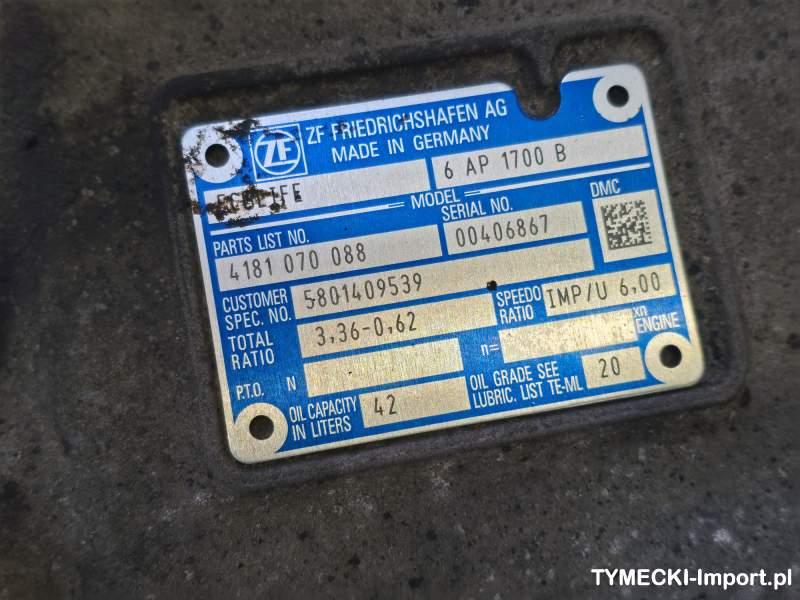 ZF
ZF FRIEDRICHSHAFEN AG
MADE IN GERMANY
ECOLIFE 6 AP 1700 B
MODEL
PARTS LIST NO. SERIAL NO. DMC
4181 070 088 00406867
CUSTOMER SPEC. NO. 5801409539
TOTAL RATIO 3,36-0,62 SPEEDO RATIO IMP/U 6,00
P.T.O. N n= xn ENGINE
OIL CAPACITY IN LITERS 42 OIL GRADE SEE LUBRIC. LIST TE-ML 20
TYMECKI-Import.pl